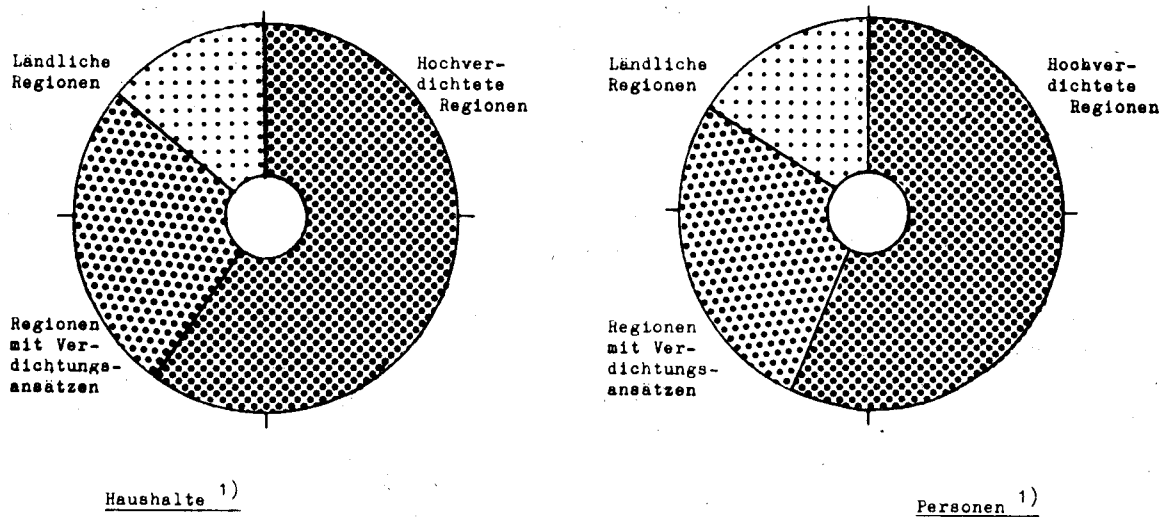 Ländliche
Regionen
Hochver-
dichtete
Regionen
Regionen
mit Ver-
dichtungs-
ansätzen
Haushalte 1)
Ländliche
Regionen
Hochver-
dichtete
Regionen
Regionen
mit Ver-
dichtungs-
ansätzen
Personen 1)